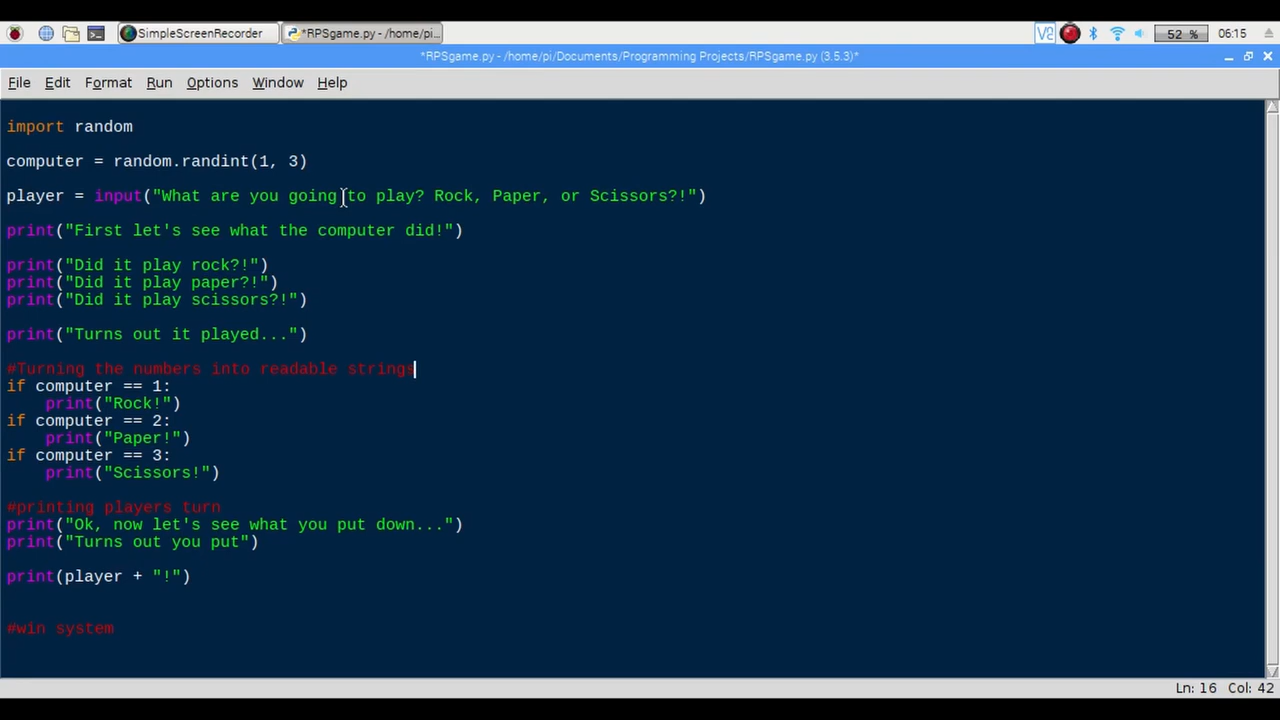 SimpleScreenRecorder
*RPSgame.py - /home/pi...
52 %
06:15
*RPSgame.py - /home/pi/Documents/Programming Projects/RPSgame.py (3.5.3)*
File Edit Format Run Options Window Help
import random
computer = random.randint(1, 3)
player = input("What are you going to play? Rock, Paper, or Scissors?!")
print("First let's see what the computer did!")
print("Did it play rock?!")
print("Did it play paper?!")
print("Did it play scissors?!")
print("Turns out it played...")
#Turning the numbers into readable strings
if computer == 1:
    print("Rock!")
if computer == 2:
    print("Paper!")
if computer == 3:
    print("Scissors!")
#printing players turn
print("Ok, now let's see what you put down...")
print("Turns out you put")
print(player + "!")
#win system
Ln: 16 Col: 42